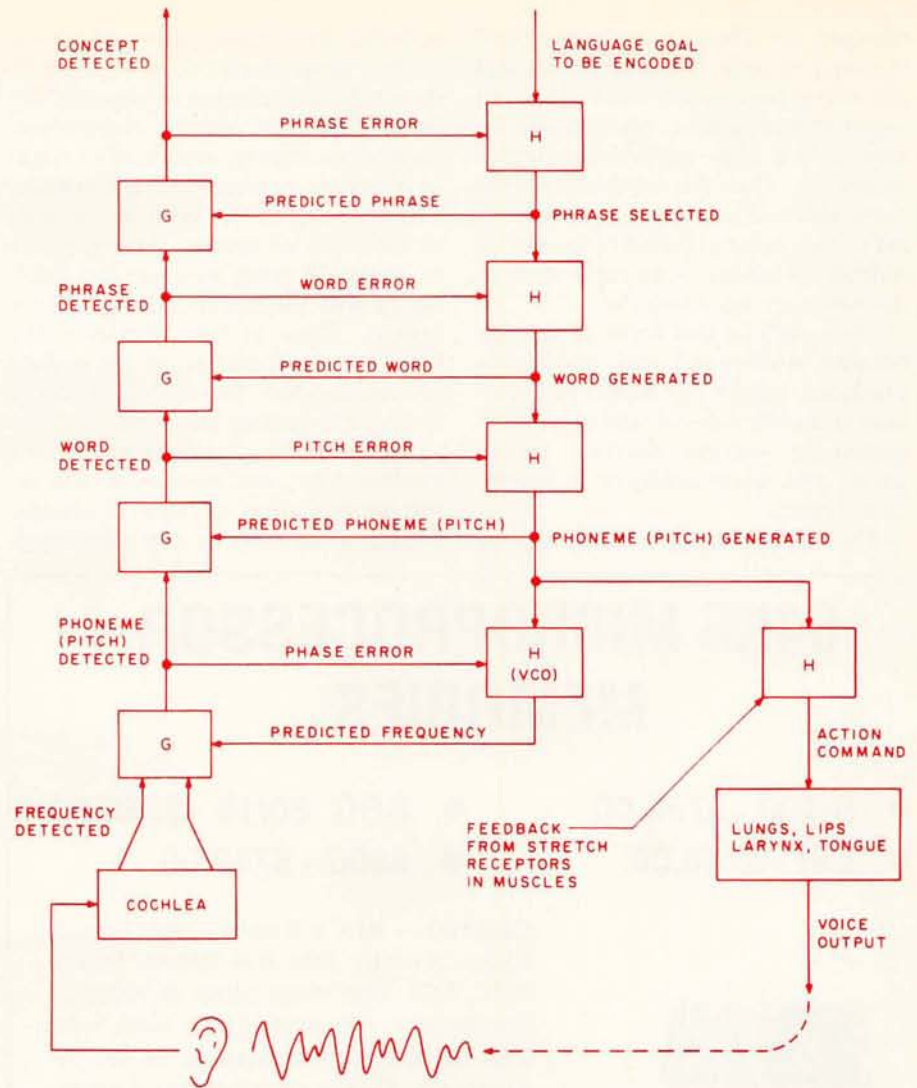 CONCEPT
DETECTED
LANGUAGE GOAL
TO BE ENCODED
PHRASE ERROR
H
G
PREDICTED PHRASE
PHRASE SELECTED
PHRASE
DETECTED
WORD ERROR
H
G
PREDICTED WORD
WORD GENERATED
WORD
DETECTED
PITCH ERROR
H
G
PREDICTED PHONEME (PITCH)
PHONEME (PITCH) GENERATED
PHONEME
(PITCH)
DETECTED
PHASE ERROR
H
(VCO)
H
G
PREDICTED FREQUENCY
ACTION
COMMAND
FREQUENCY
DETECTED
FEEDBACK
FROM STRETCH
RECEPTORS
IN MUSCLES
LUNGS, LIPS
LARYNX, TONGUE
COCHLEA
VOICE
OUTPUT